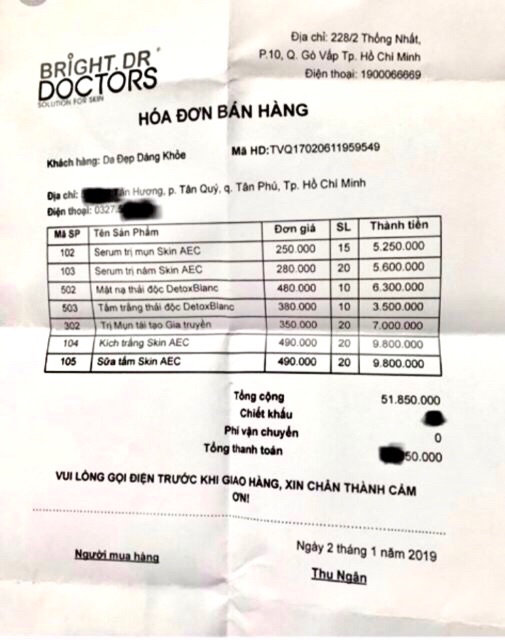 Địa chỉ: 228/2 Thống Nhất,
P.10, Q. Gò Vấp Tp. Hồ Chí Minh
Điện thoại: 1900066669
BRIGHT.DR
DOCTORS
SOLUTION FOR SKIN
HÓA ĐƠN BÁN HÀNG
Khách hàng: Da Đẹp Dáng Khỏe
Mã HD:TVQ17020611959549
Địa chỉ: Hương, p. Tân Quý, q. Tân Phú, Tp. Hồ Chí Minh
Điện thoại: 0327
Mã SP Tên Sản Phẩm Đơn giá SL Thành tiền
102 Serum trị mụn Skin AEC 250.000 15 5.250.000
103 Serum trị nám Skin AEC 280.000 20 5.600.000
502 Mặt nạ thải độc DetoxBlanc 480.000 10 6.300.000
503 Tắm trắng thải độc DetoxBlanc 380.000 10 3.500.000
302 Trị Mụn tái tạo Gia truyền 350.000 20 7.000.000
104 Kích trắng Skin AEC 490.000 20 9.800.000
105 Sữa tắm Skin AEC 490.000 20 9.800.000
Tổng cộng 51.850.000
Chiết khấu
Phí vận chuyển 0
Tổng thanh toán 50.000
VUI LÒNG GỌI ĐIỆN TRƯỚC KHI GIAO HÀNG, XIN CHÂN THÀNH CẢM
ƠN!
Ngày 2 tháng 1 năm 2019
Người mua hàng
Thu Ngân